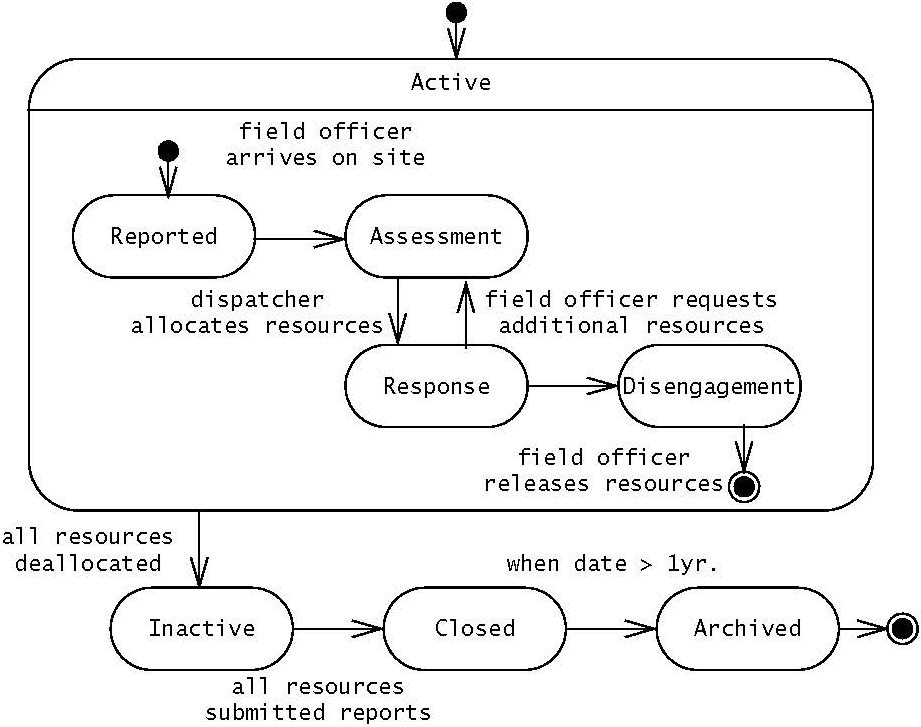 Active
field officer
arrives on site
Reported
Assessment
dispatcher
allocates resources
field officer requests
additional resources
Response
Disengagement
field officer
releases resources
all resources
deallocated
when date > 1yr.
Inactive
Closed
Archived
all resources
submitted reports